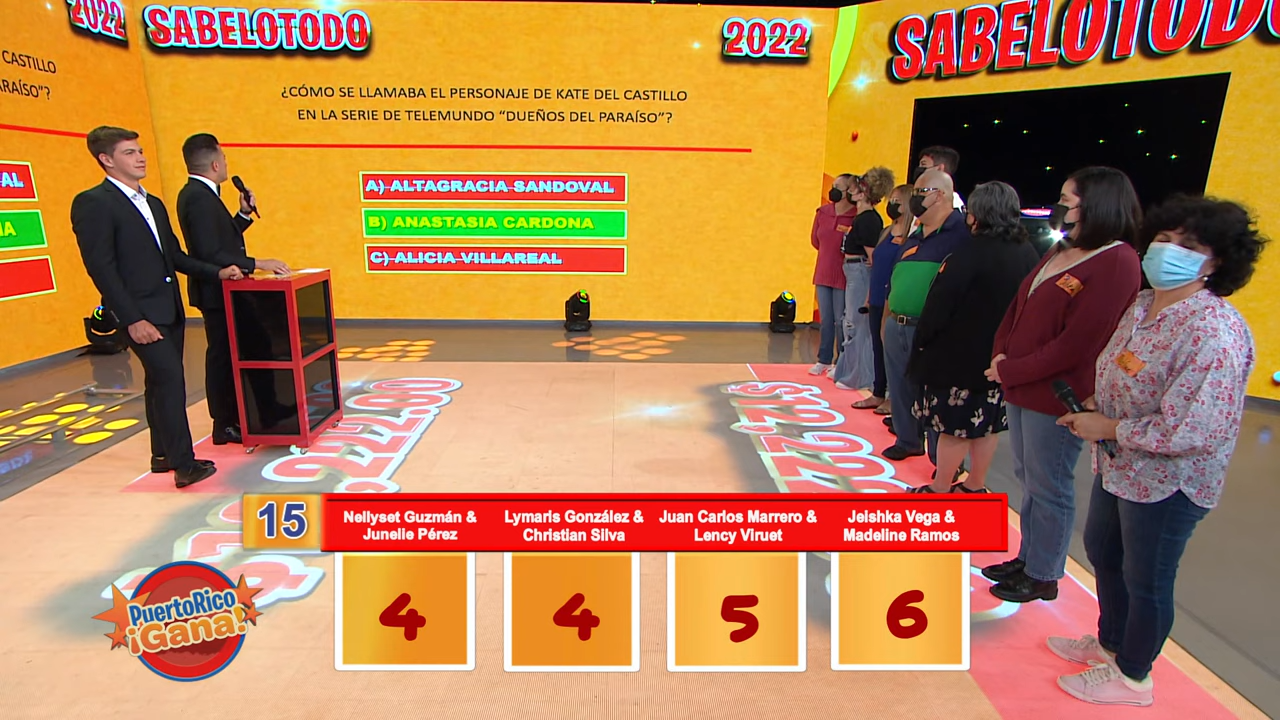 2022
SABELOTODO
2022
SABELOTODO
CASTILLO
¿CÓMO SE LLAMABA EL PERSONAJE DE KATE DEL CASTILLO
EN LA SERIE DE TELEMUNDO “DUEÑOS DEL PARAÍSO”?
A) ALTAGRACIA SANDOVAL
B) ANASTASIA CARDONA
C) ALICIA VILLAREAL
15
Nellyset Guzmán &
Junelie Pérez
Lymaris González &
Christian Silva
Juan Carlos Marrero &
Lency Viruet
Jeishka Vega &
Madeline Ramos
4
4
5
6
PuertoRico
¡Gana!